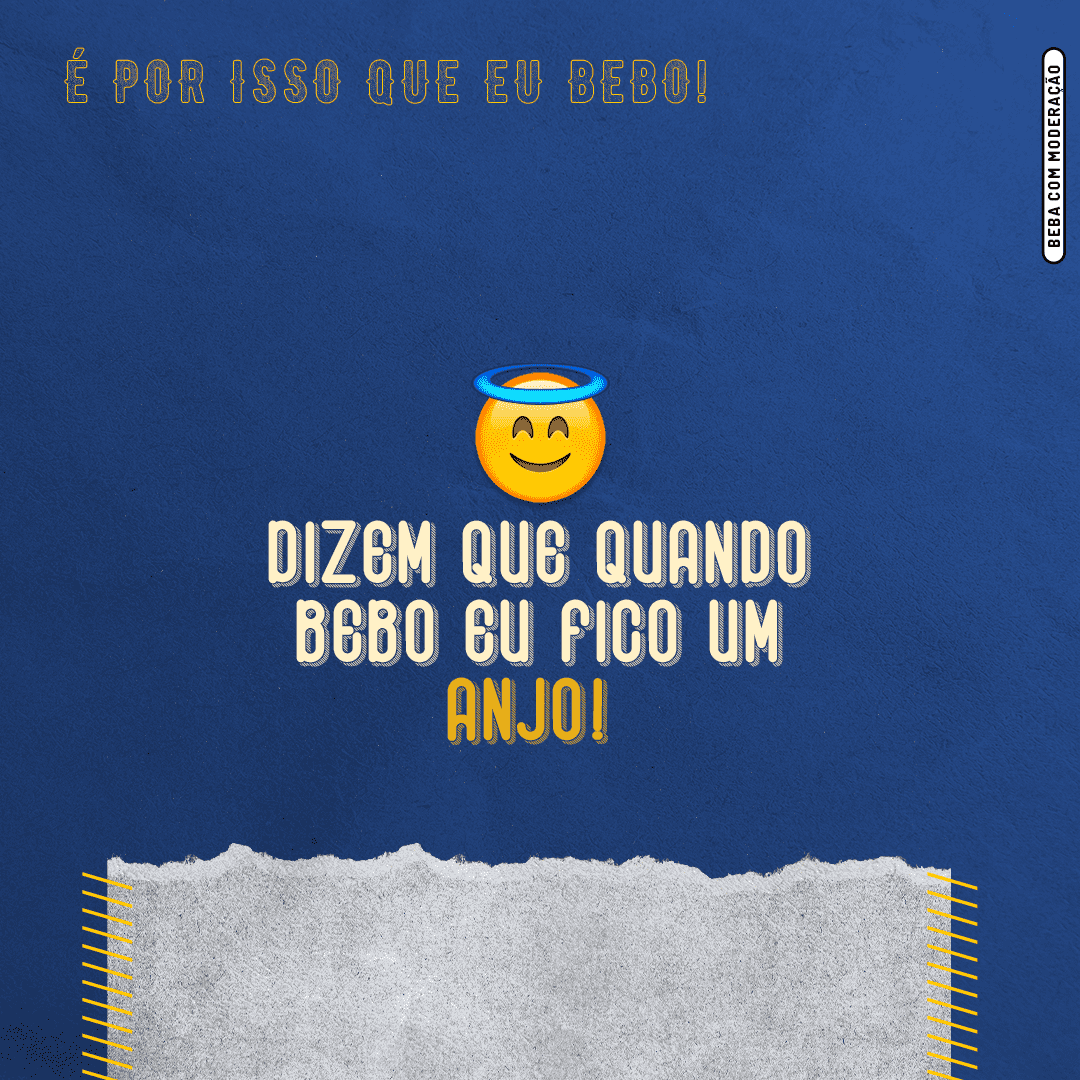 É POR ISSO QUE EU BEBO!
BEBA COM MODERAÇÃO
DIZEM QUE QUANDO
BEBO EU FICO UM
ANJO!